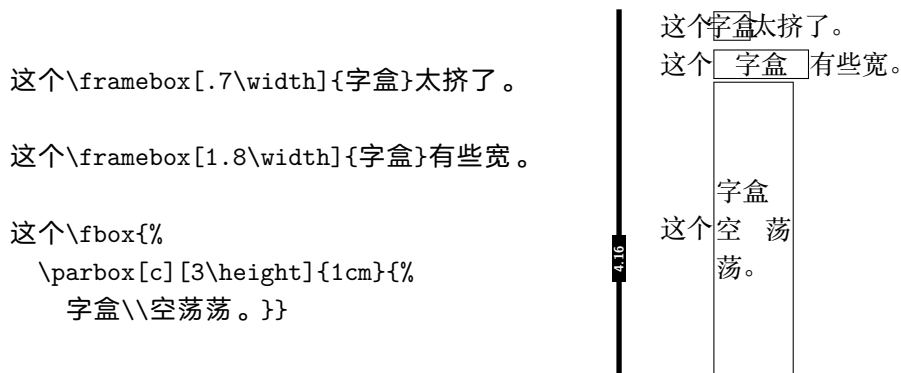 这个\framebox[.7\width]{字盒}太挤了。
这个\framebox[1.8\width]{字盒}有些宽。
这个\fbox{%
\parbox[c][3\height]{1cm}{%
字盒\\空荡荡。}}
4.16
这个字盒太挤了。
这个 字盒 有些宽。
字盒
这个空 荡
荡。